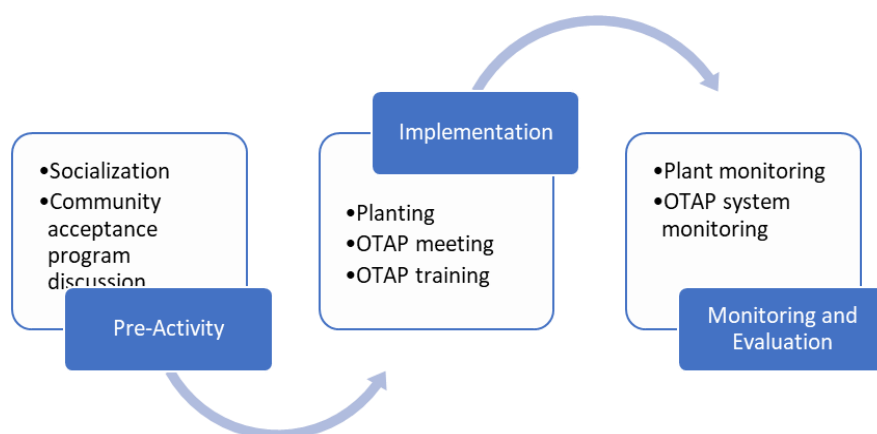 •Socialization
•Community
acceptance
program
discussion
Pre-Activity
Implementation
•Planting
•OTAP meeting
•OTAP training
•Plant monitoring
•OTAP system
monitoring
Monitoring and
Evaluation